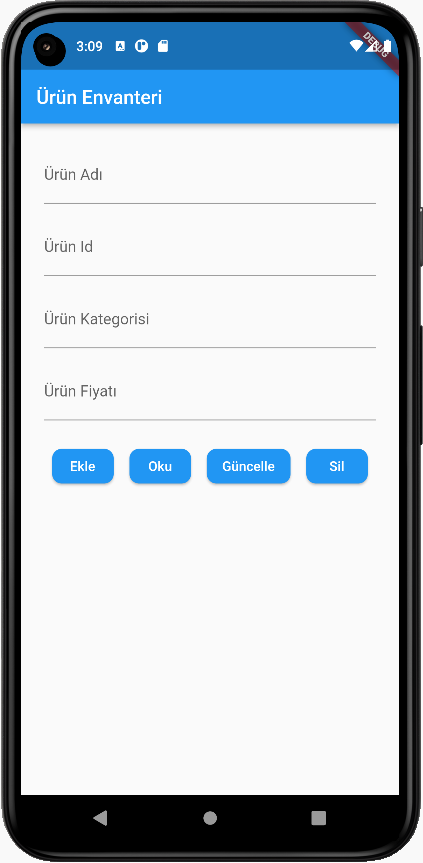 3:09
DEBUG
Ürün Envanteri
Ürün Adı
Ürün Id
Ürün Kategorisi
Ürün Fiyatı
Ekle Oku Güncelle Sil